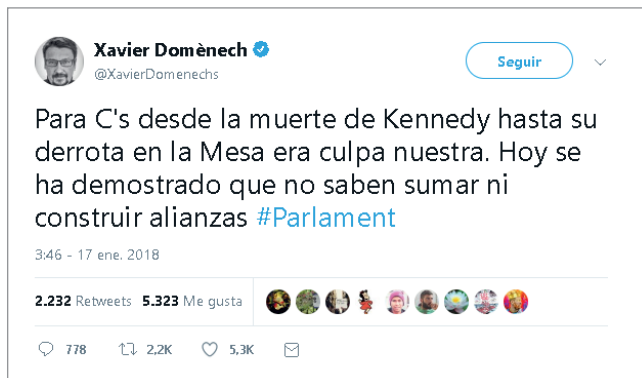 Xavier Domènech
@XavierDomenechs
Seguir
Para C's desde la muerte de Kennedy hasta su
derrota en la Mesa era culpa nuestra. Hoy se
ha demostrado que no saben sumar ni
construir alianzas #Parlament
3:46 - 17 ene. 2018
2.232 Retweets 5.323 Me gusta
778 2,2K 5,3K